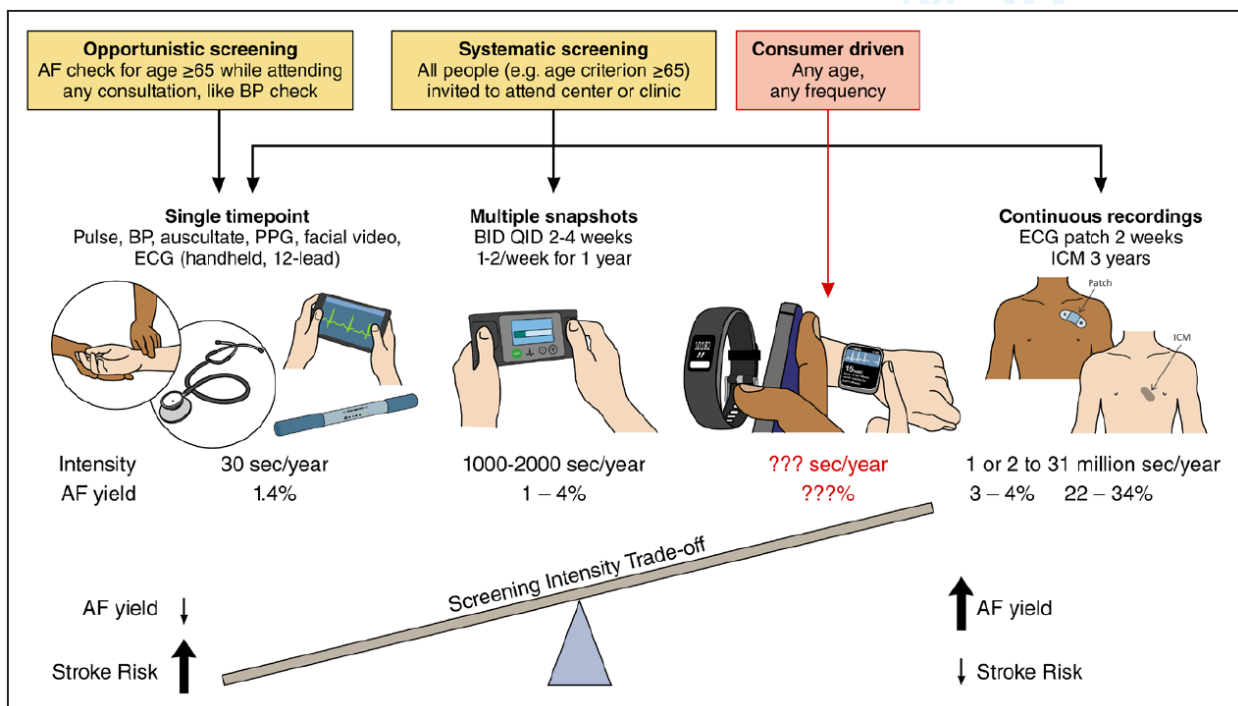 Opportunistic screening
AF check for age ≥65 while attending
any consultation, like BP check
Systematic screening
All people (e.g. age criterion ≥65)
invited to attend center or clinic
Consumer driven
Any age,
any frequency
Single timepoint
Pulse, BP, auscultate, PPG, facial video,
ECG (handheld, 12-lead)
Multiple snapshots
BID QID 2-4 weeks
1-2/week for 1 year
Continuous recordings
ECG patch 2 weeks
ICM 3 years
Patch
ICM
Intensity 30 sec/year 1000-2000 sec/year ??? sec/year 1 or 2 to 31 million sec/year
AF yield 1.4% 1 – 4% ???% 3 – 4% 22 – 34%
Screening Intensity Trade-off
AF yield ↓
Stroke Risk ↑
↑ AF yield
↓ Stroke Risk